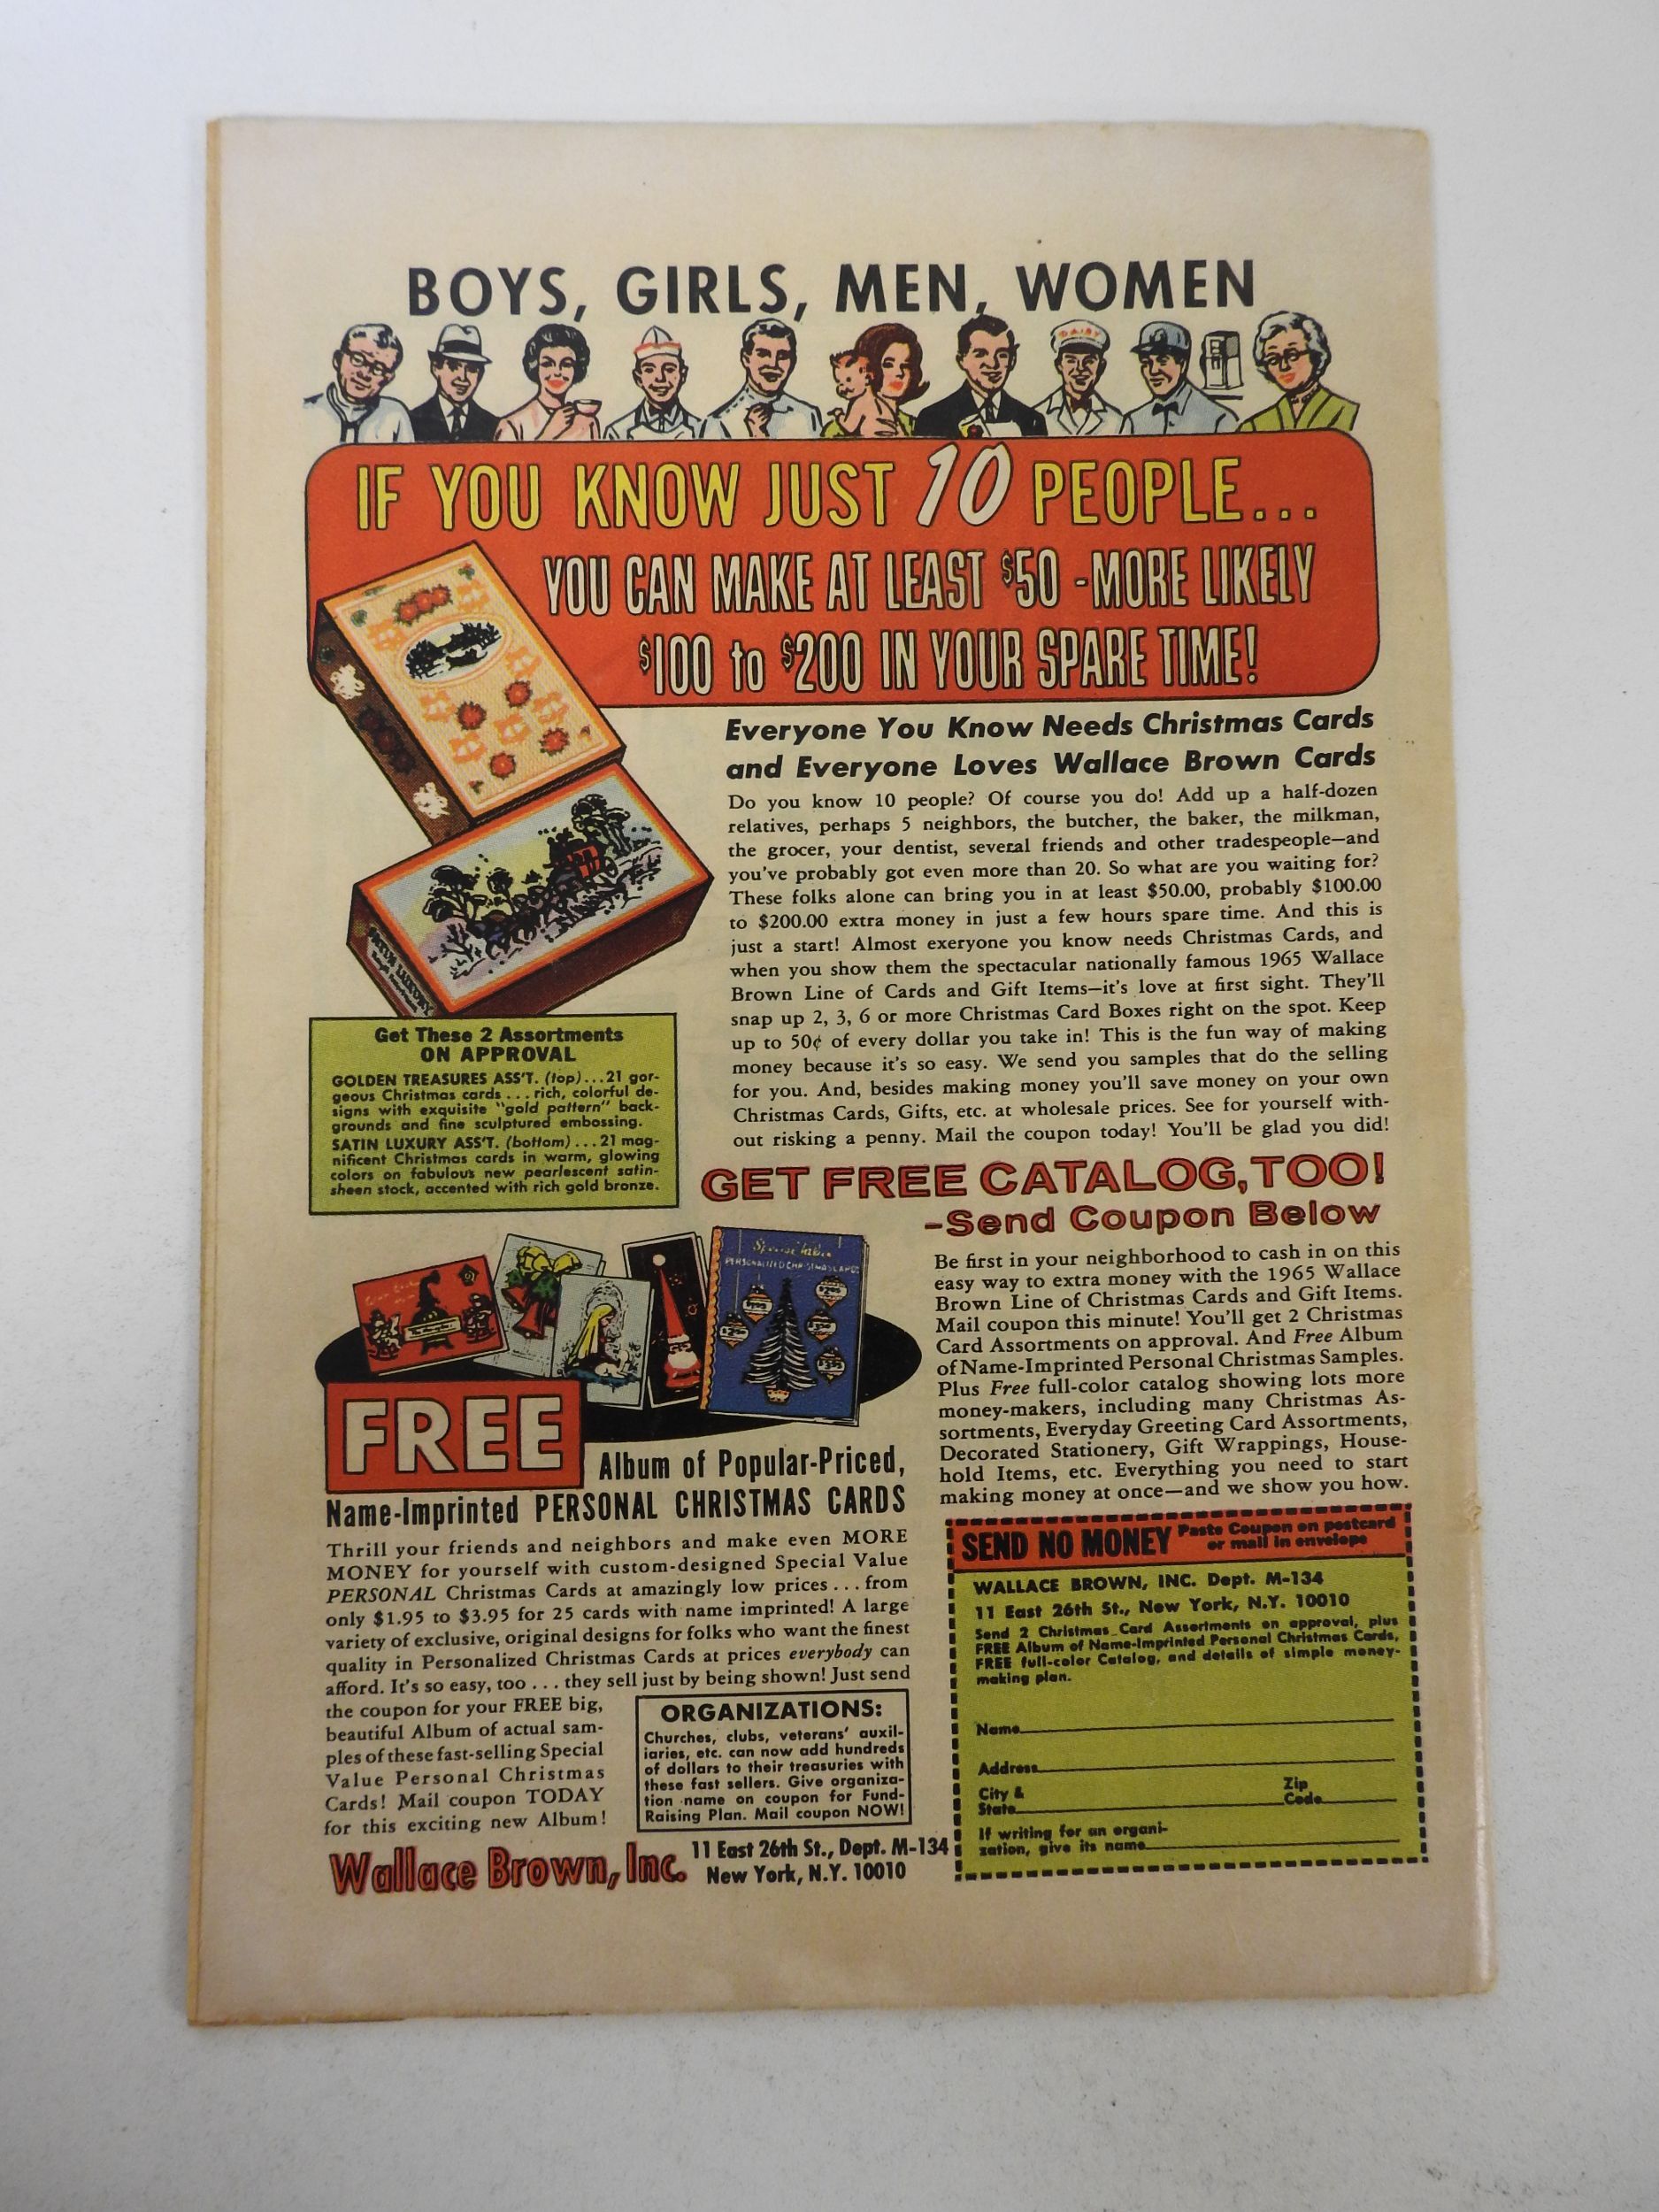 BOYS, GIRLS, MEN, WOMEN
DAIRY
IF YOU KNOW JUST 10 PEOPLE...
YOU CAN MAKE AT LEAST $50 -MORE LIKELY
$100 to $200 IN YOUR SPARE TIME!
Everyone You Know Needs Christmas Cards
and Everyone Loves Wallace Brown Cards
Do you know 10 people? Of course you do! Add up a half-dozen
relatives, perhaps 5 neighbors, the butcher, the baker, the milkman,
the grocer, your dentist, several friends and other tradespeople—and
you've probably got even more than 20. So what are you waiting for?
These folks alone can bring you in at least $50.00, probably $100.00
to $200.00 extra money in just a few hours spare time. And this is
just a start! Almost exeryone you know needs Christmas Cards, and
when you show them the spectacular nationally famous 1965 Wallace
Brown Line of Cards and Gift Items—it's love at first sight. They'll
snap up 2, 3, 6 or more Christmas Card Boxes right on the spot. Keep
up to 50¢ of every dollar you take in! This is the fun way of making
money because it's so easy. We send you samples that do the selling
for you. And, besides making money you'll save money on your own
Christmas Cards, Gifts, etc. at wholesale prices. See for yourself with-
out risking a penny. Mail the coupon today! You'll be glad you did!
SATIN LUXURY
Get These 2 Assortments
ON APPROVAL
GOLDEN TREASURES ASS'T. (top)...21 gor-
geous Christmas cards ... rich, colorful de-
signs with exquisite "gold pattern" back-
grounds and fine sculptured embossing.
SATIN LUXURY ASS'T. (bottom)...21 mag-
nificent Christmas cards in warm, glowing
colors on fabulous new pearlescent satin-
sheen stock, accented with rich gold bronze.
GET FREE CATALOG, TOO!
-Send Coupon Below
Be first in your neighborhood to cash in on this
easy way to extra money with the 1965 Wallace
Brown Line of Christmas Cards and Gift Items.
Mail coupon this minute! You'll get 2 Christmas
Card Assortments on approval. And Free Album
of Name-Imprinted Personal Christmas Samples.
Plus Free full-color catalog showing lots more
money-makers, including many Christmas As-
sortments, Everyday Greeting Card Assortments,
Decorated Stationery, Gift Wrappings, House-
hold Items, etc. Everything you need to start
making money at once—and we show you how.
Special Value
PERSONALIZED CHRISTMAS CARDS
FREE
Album of Popular-Priced,
Name-Imprinted PERSONAL CHRISTMAS CARDS
Thrill your friends and neighbors and make even MORE
MONEY for yourself with custom-designed Special Value
PERSONAL Christmas Cards at amazingly low prices ... from
only $1.95 to $3.95 for 25 cards with name imprinted! A large
variety of exclusive, original designs for folks who want the finest
quality in Personalized Christmas Cards at prices everybody can
afford. It's so easy, too ... they sell just by being shown! Just send
the coupon for your FREE big,
beautiful Album of actual sam-
ples of these fast-selling Special
Value Personal Christmas
Cards! Mail coupon TODAY
for this exciting new Album!
ORGANIZATIONS:
Churches, clubs, veterans' auxil-
iaries, etc. can now add hundreds
of dollars to their treasuries with
these fast sellers. Give organiza-
tion name on coupon for Fund-
Raising Plan. Mail coupon NOW!
Wallace Brown, Inc.
11 East 26th St., Dept. M-134
New York, N.Y. 10010
SEND NO MONEY Paste Coupon on postcard
or mail in envelope
WALLACE BROWN, INC. Dept. M-134
11 East 26th St., New York, N.Y. 10010
Send 2 Christmas Card Assortments on approval, plus
FREE Album of Name-Imprinted Personal Christmas Cards,
FREE full-color Catalog, and details of simple money-
making plan.
Name
Address
City &
State
Zip
Code
If writing for an organi-
zation, give its name